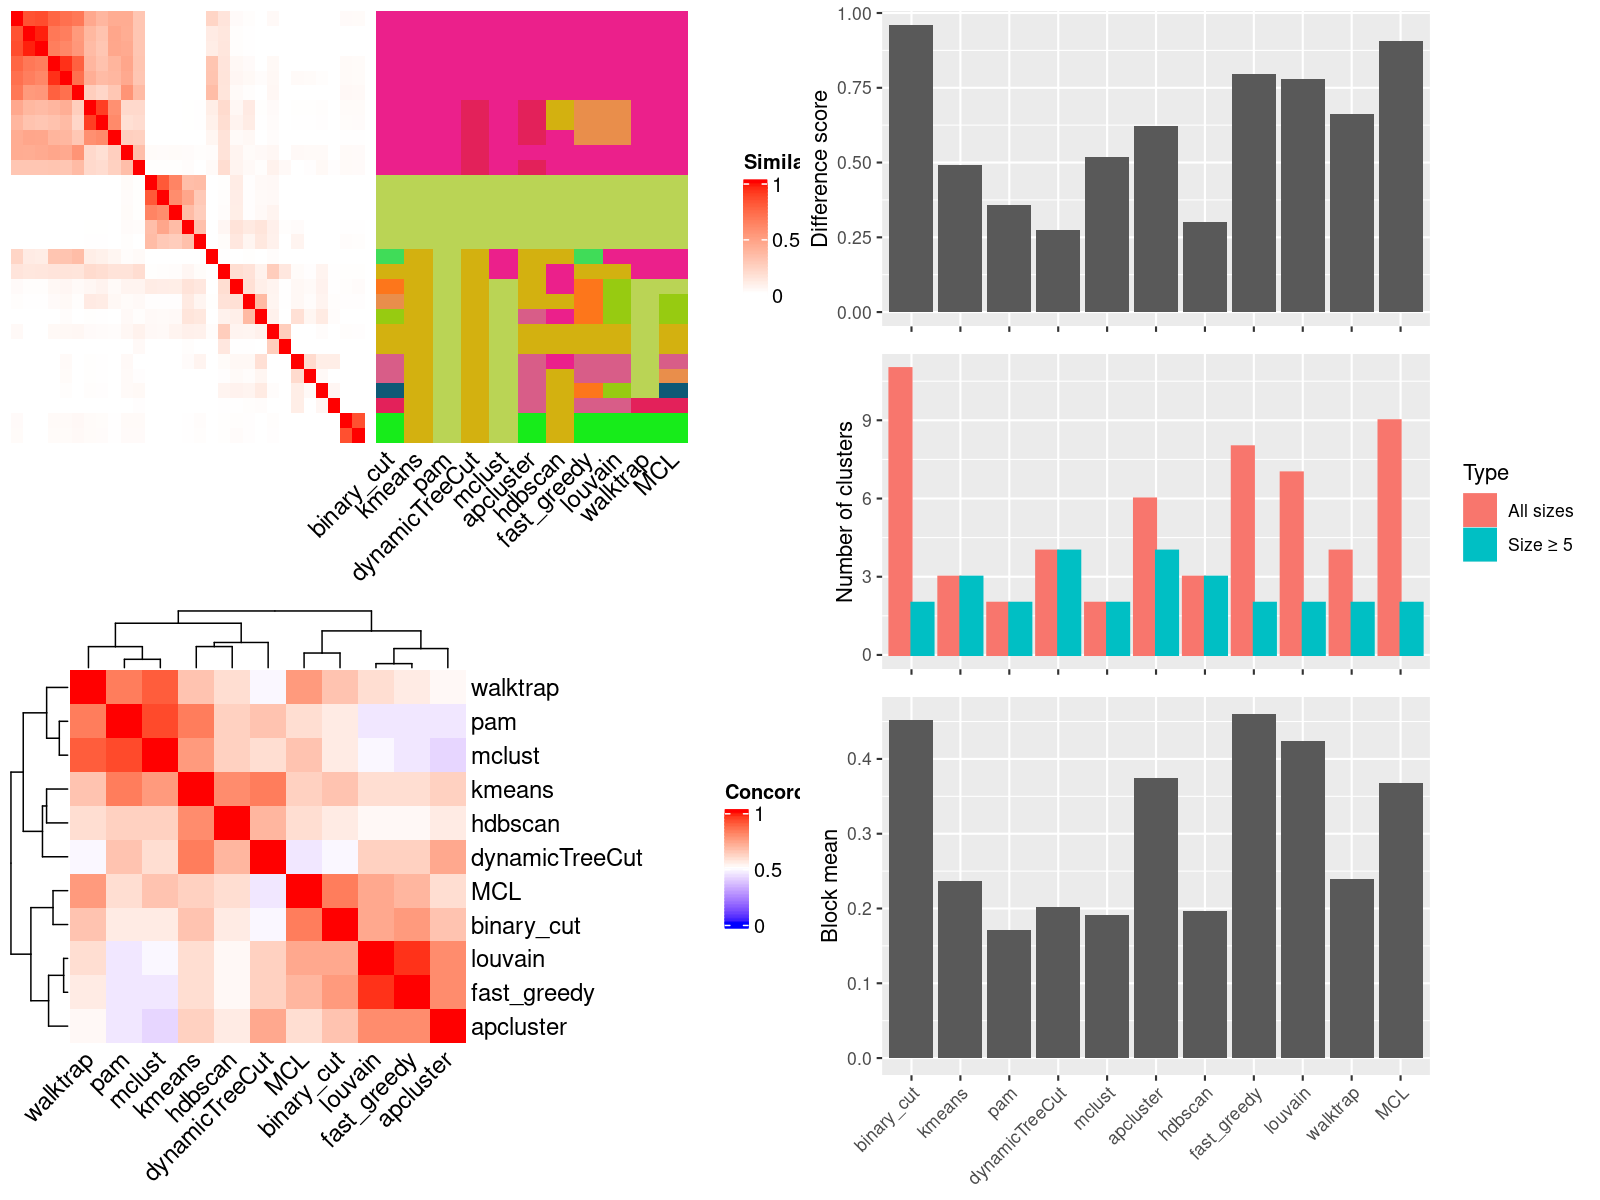 Simila
1
0.5
0
binary_cut
kmeans
pam
dynamicTreeCut
mclust
apcluster
hdbscan
fast_greedy
louvain
walktrap
MCL
walktrap
pam
mclust
kmeans
hdbscan
dynamicTreeCut
MCL
binary_cut
louvain
fast_greedy
apcluster
walktrap
pam
mclust
kmeans
hdbscan
dynamicTreeCut
MCL
binary_cut
louvain
fast_greedy
apcluster
Concord
1
0.5
0
Difference score
1.00
0.75
0.50
0.25
0.00
Number of clusters
9
6
3
0
Type
All sizes
Size ≥ 5
Block mean
0.4
0.3
0.2
0.1
0.0
binary_cut
kmeans
pam
dynamicTreeCut
mclust
apcluster
hdbscan
fast_greedy
louvain
walktrap
MCL